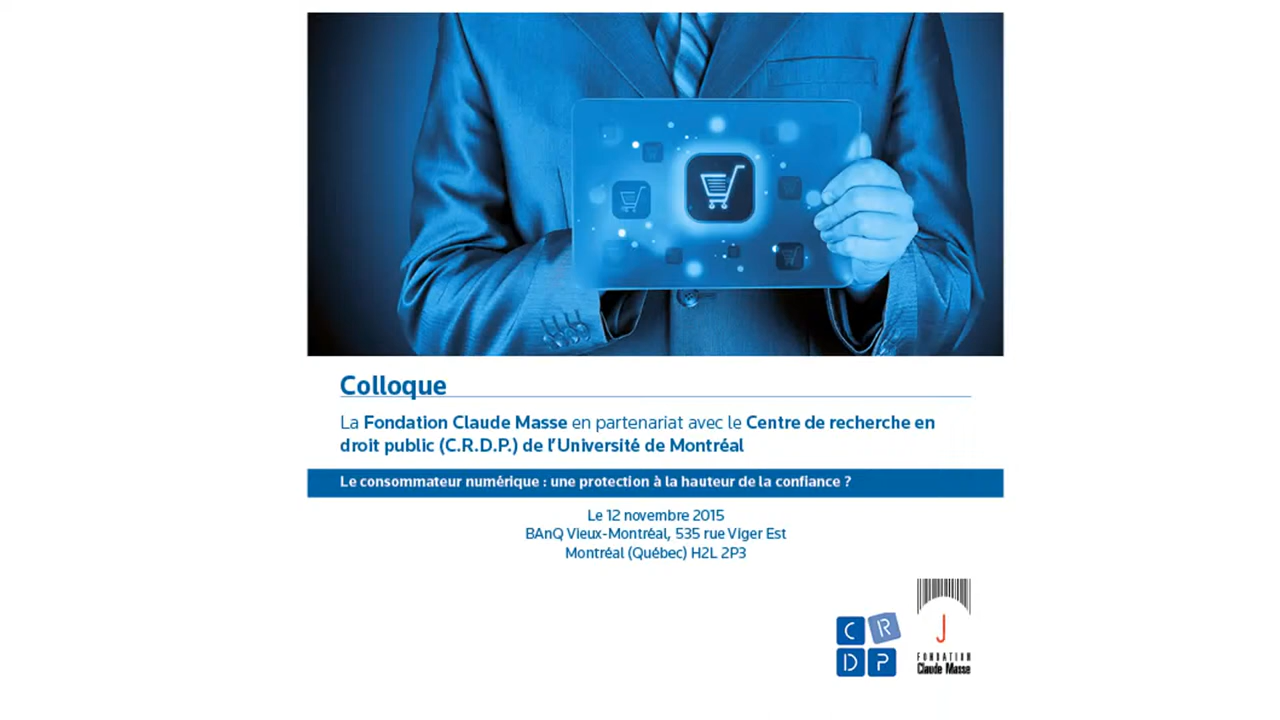 Colloque
La Fondation Claude Masse en partenariat avec le Centre de recherche en
droit public (C.R.D.P.) de l'Université de Montréal
Le consommateur numérique : une protection à la hauteur de la confiance ?
Le 12 novembre 2015
BAnQ Vieux-Montréal, 535 rue Viger Est
Montréal (Québec) H2L 2P3
C R
D P
J
FONDATION
Claude Masse